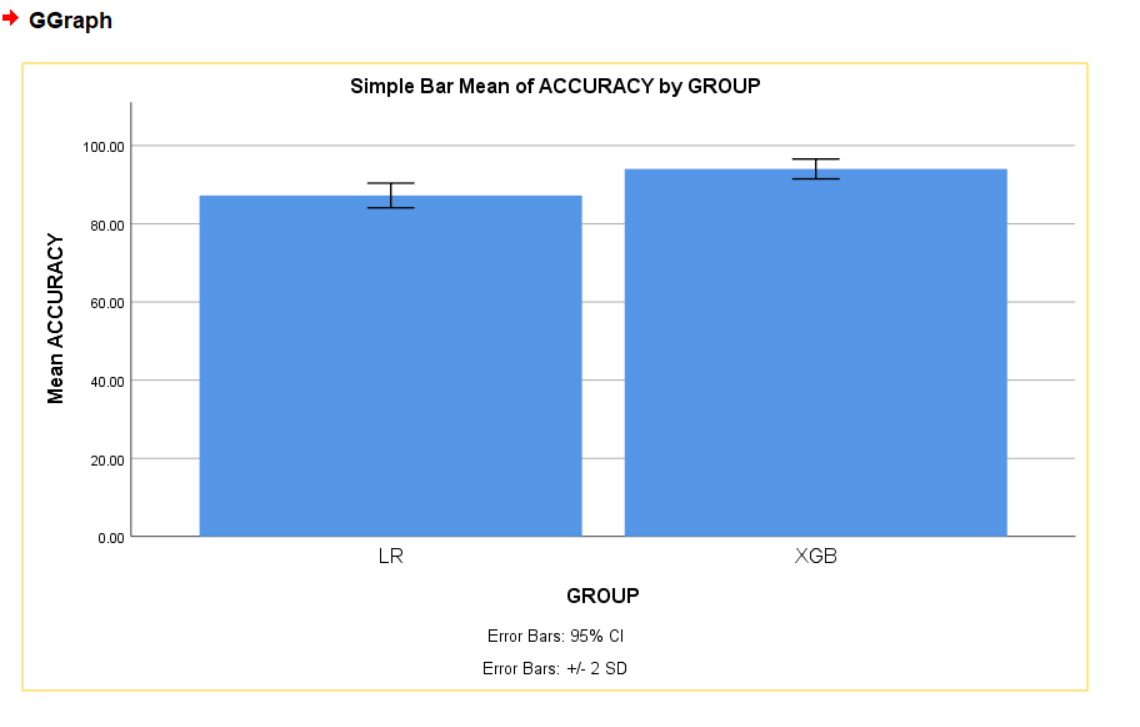 GGraph
Simple Bar Mean of ACCURACY by GROUP
100.00
80.00
60.00
40.00
20.00
0.00
Mean ACCURACY
LR XGB
GROUP
Error Bars: 95% CI
Error Bars: +/- 2 SD